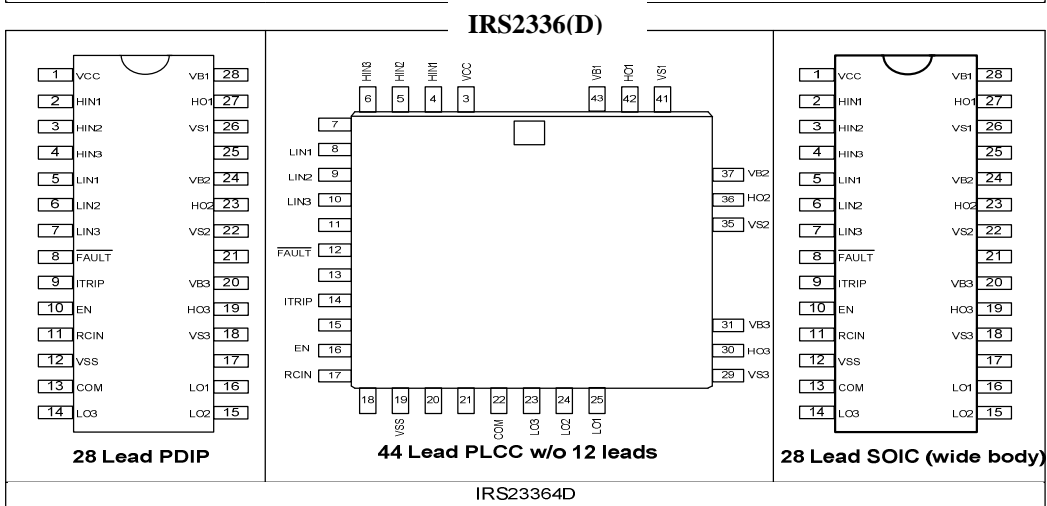 IRS2336(D)
1 VCC VB1 28
2 HIN1 HO1 27
3 HIN2 VS1 26
4 HIN3 25
5 LIN1 VB2 24
6 LIN2 HO2 23
7 LIN3 VS2 22
8 FAULT 21
9 ITRIP VB3 20
10 EN HO3 19
11 RCIN VS3 18
12 VSS 17
13 COM LO1 16
14 LO3 LO2 15
28 Lead PDIP
HIN3 HIN2 HIN1 VCC VB1 HO1 VS1
6 5 4 3 43 42 41
7
LIN1 8
LIN2 9 37 VB2
LIN3 10 36 HO2
11 35 VS2
FAULT 12
13
ITRIP 14
15 31 VB3
EN 16 30 HO3
RCIN 17 29 VS3
18 19 20 21 22 23 24 25
VSS COM LO3 LO2 LO1
44 Lead PLCC w/o 12 leads
1 VCC VB1 28
2 HIN1 HO1 27
3 HIN2 VS1 26
4 HIN3 25
5 LIN1 VB2 24
6 LIN2 HO2 23
7 LIN3 VS2 22
8 FAULT 21
9 ITRIP VB3 20
10 EN HO3 19
11 RCIN VS3 18
12 VSS 17
13 COM LO1 16
14 LO3 LO2 15
28 Lead SOIC (wide body)
IRS23364D